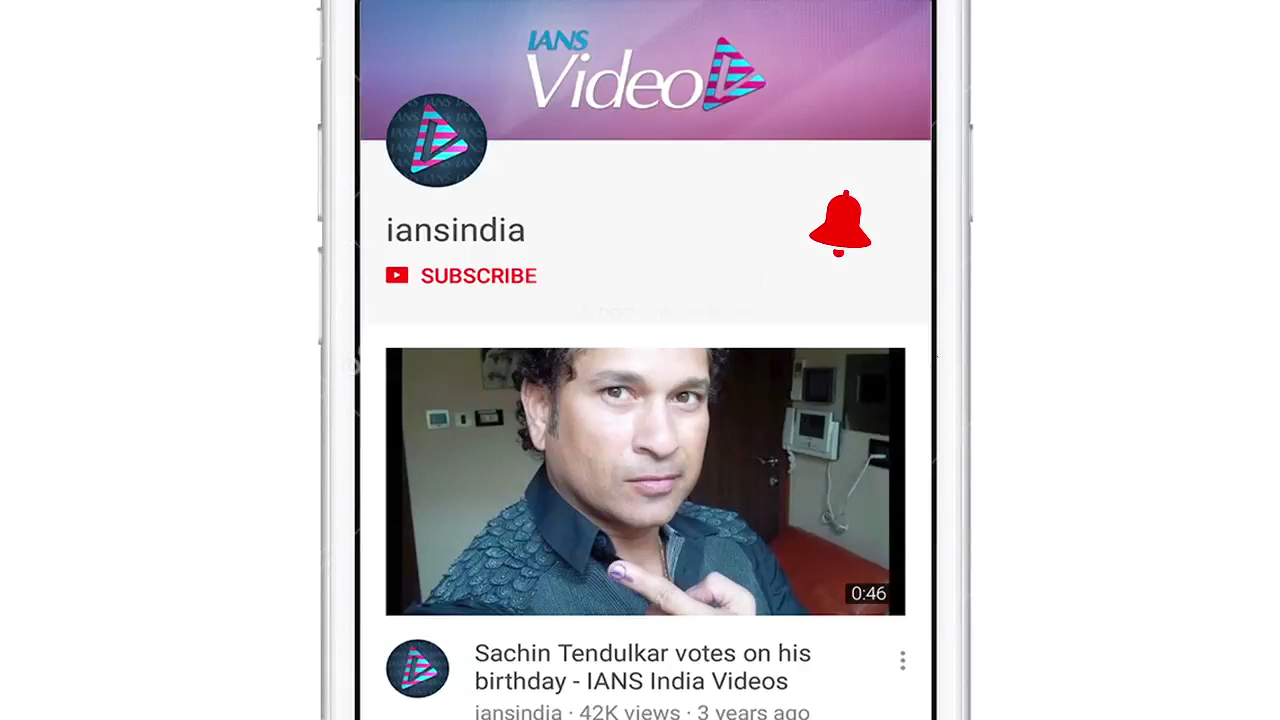 IANS
Video
iansindia
SUBSCRIBE
0:46
Sachin Tendulkar votes on his
birthday - IANS India Videos
iansindia · 42K views · 3 years ago